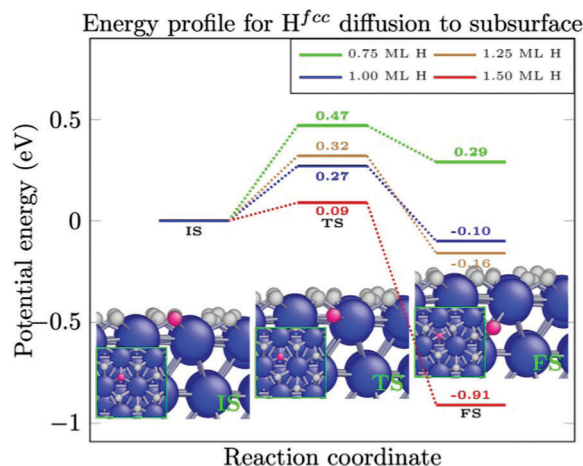 Energy profile for H^fcc diffusion to subsurface
0.75 ML H 1.25 ML H
1.00 ML H 1.50 ML H
Potential energy (eV)
0.5
0
−0.5
−1
0.47
0.32
0.27
0.09
0.29
-0.10
-0.16
-0.91
IS
TS
FS
IS
TS
FS
Reaction coordinate